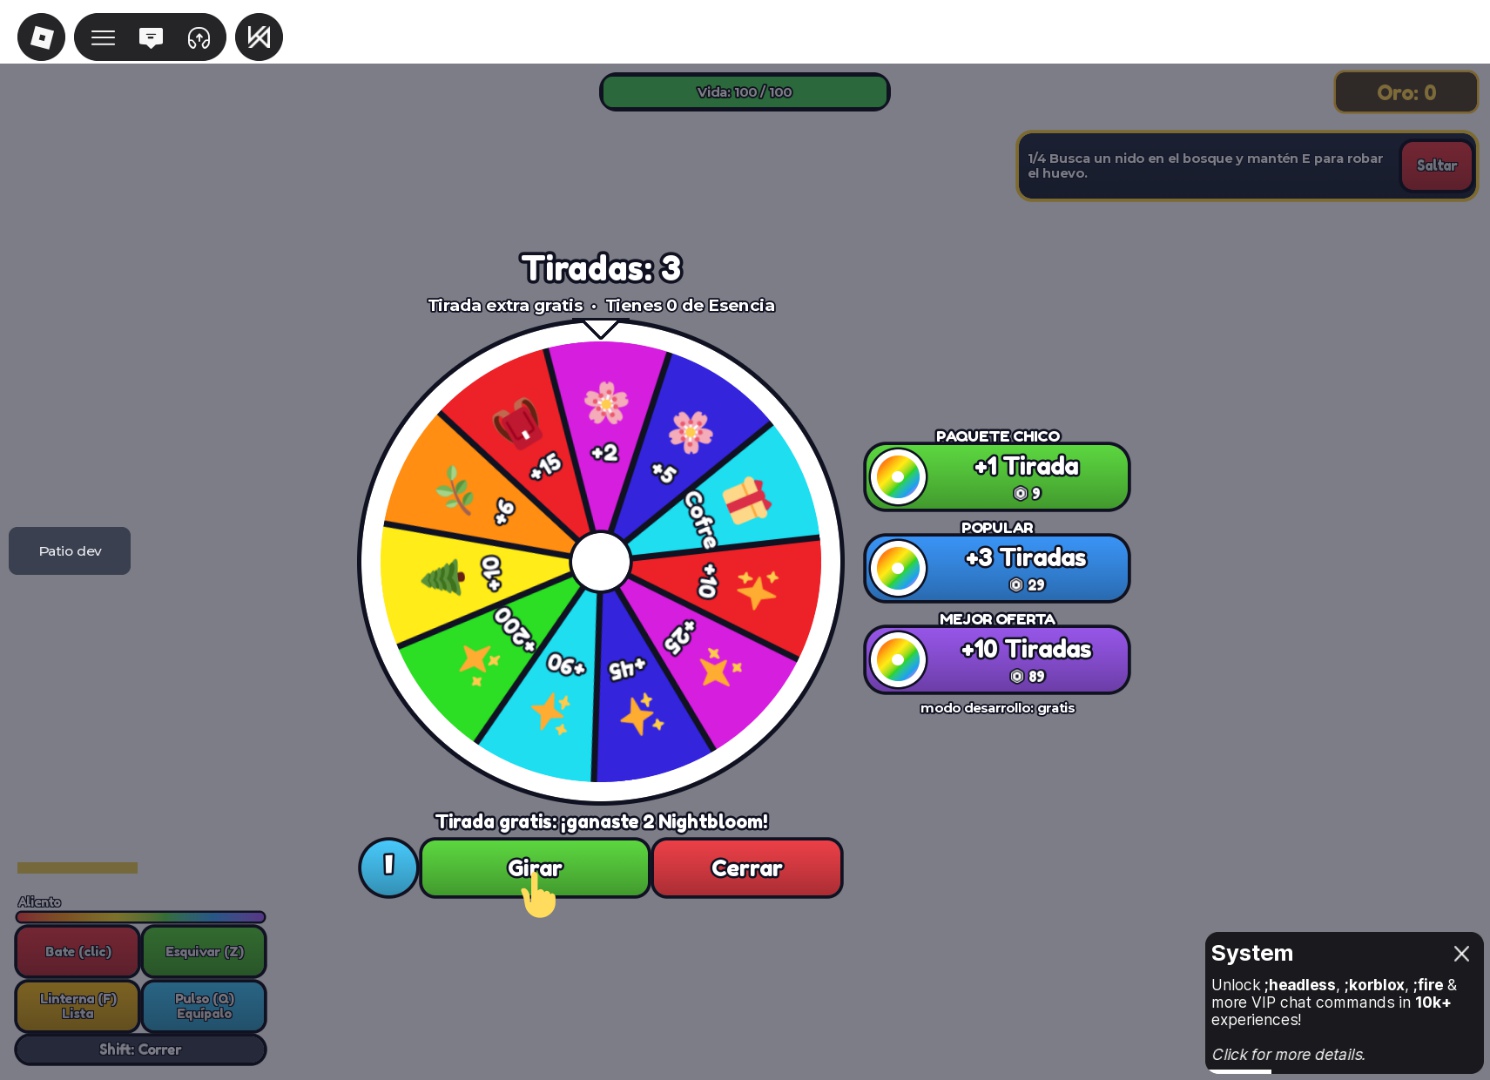 Vida: 100 / 100
Oro: 0
1/4 Busca un nido en el bosque y mantén E para robar
el huevo.
Saltar
Tiradas: 3
Tirada extra gratis · Tienes 0 de Esencia
+2
+5
Cofre
+10
+25
+45
+90
+200
+10
+6
+15
PAQUETE CHICO
+1 Tirada
9
POPULAR
+3 Tiradas
29
MEJOR OFERTA
+10 Tiradas
89
modo desarrollo: gratis
Patio dev
Tirada gratis: ¡ganaste 2 Nightbloom!
!
Girar
Cerrar
Aliento
Bate (clic)
Esquivar (Z)
Linterna (F)
Lista
Pulso (Q)
Equípalo
Shift: Correr
System
Unlock ;headless, ;korblox, ;fire &
more VIP chat commands in 10k+
experiences!
Click for more details.